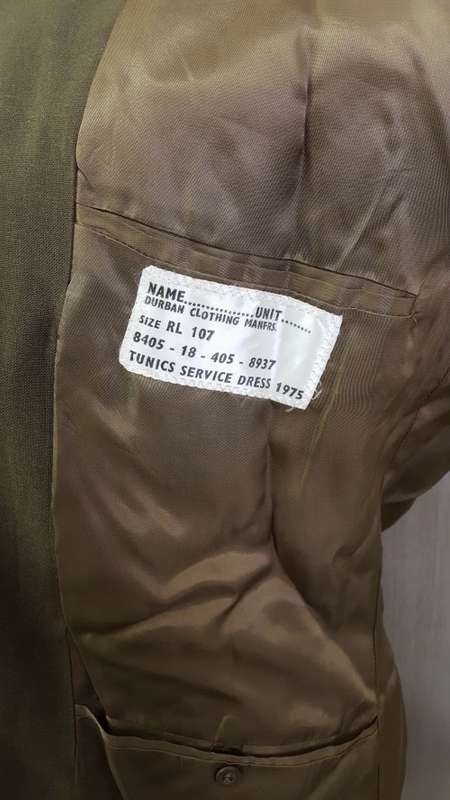 NAME.................UNIT........
DURBAN CLOTHING MANFRS.
SIZE RL 107
8405 - 18 - 405 - 8937
TUNICS SERVICE DRESS 1975